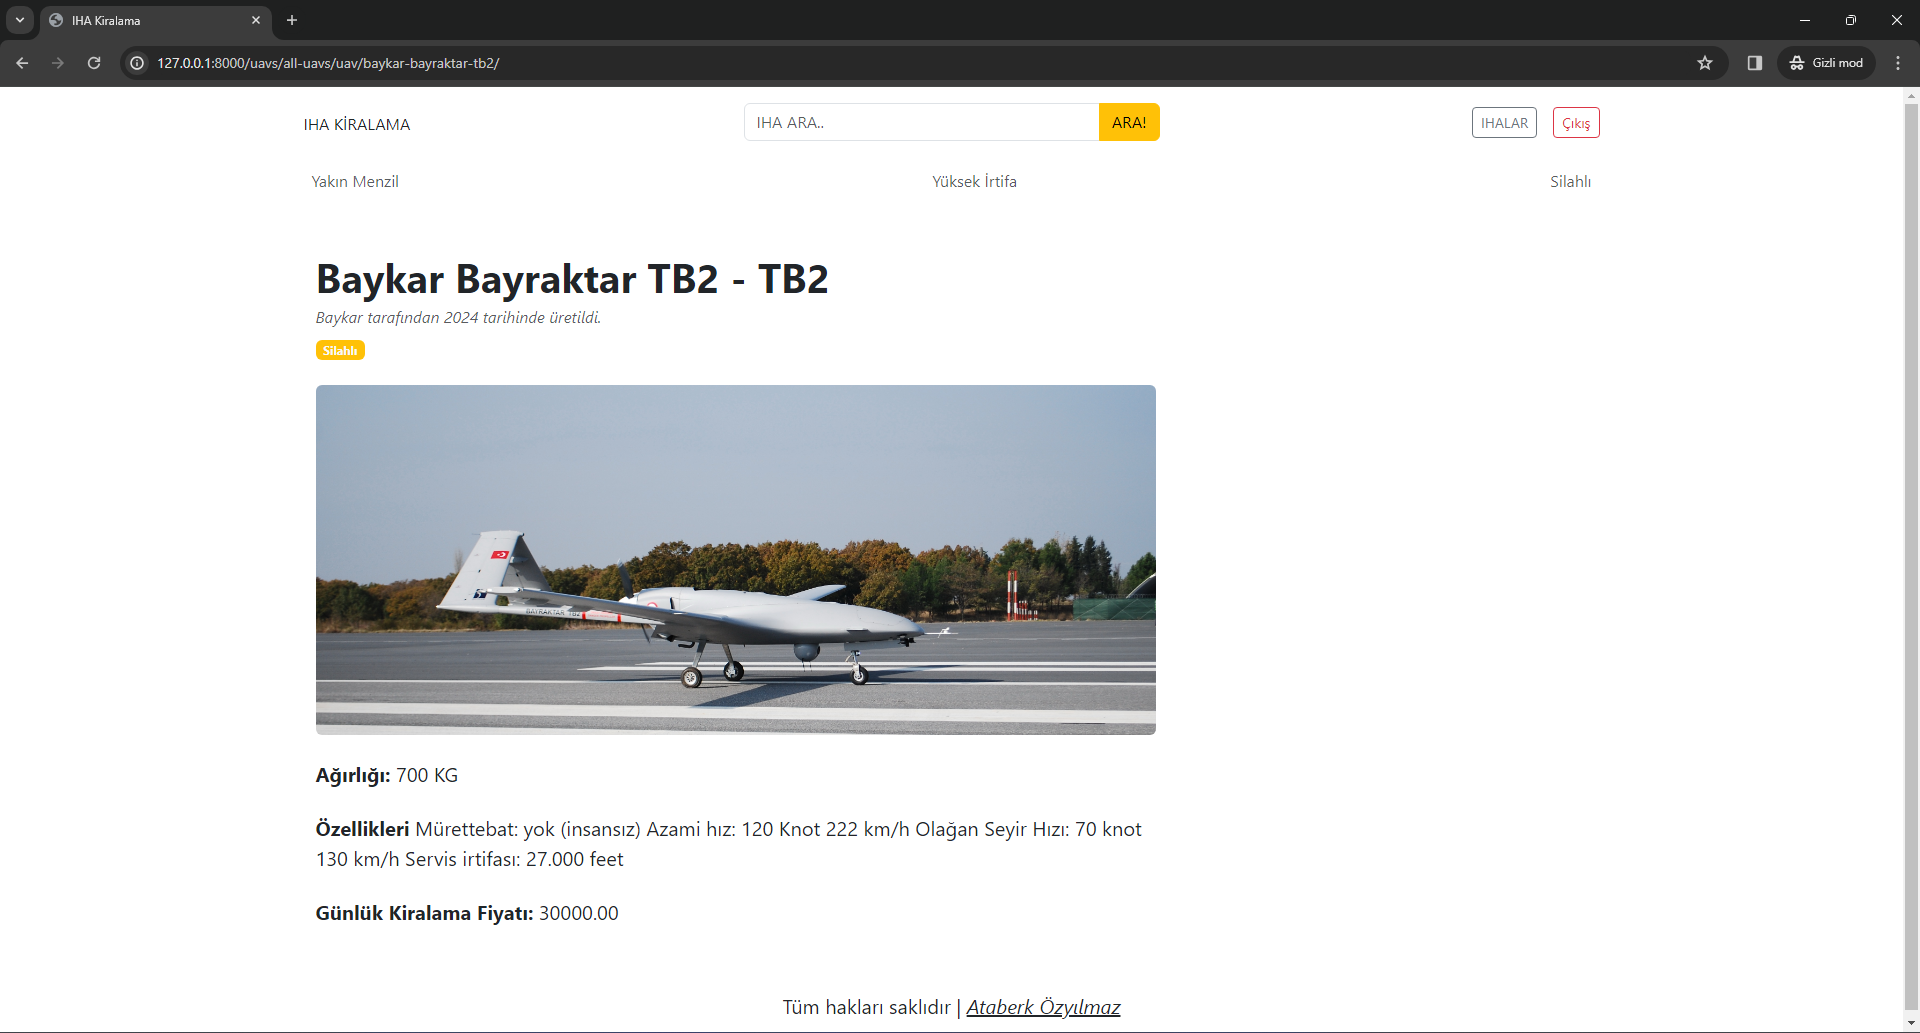 IHA Kiralama
127.0.0.1:8000/uavs/all-uavs/uav/baykar-bayraktar-tb2/
Gizli mod
IHA KİRALAMA
IHA ARA..
ARA!
IHALAR
Çıkış
Yakın Menzil
Yüksek İrtifa
Silahlı
Baykar Bayraktar TB2 - TB2
Baykar tarafından 2024 tarihinde üretildi.
Silahlı
BAYRAKTAR TB2
Ağırlığı: 700 KG
Özellikleri Mürettebat: yok (insansız) Azami hız: 120 Knot 222 km/h Olağan Seyir Hızı: 70 knot
130 km/h Servis irtifası: 27.000 feet
Günlük Kiralama Fiyatı: 30000.00
Tüm hakları saklıdır | Ataberk Özyılmaz